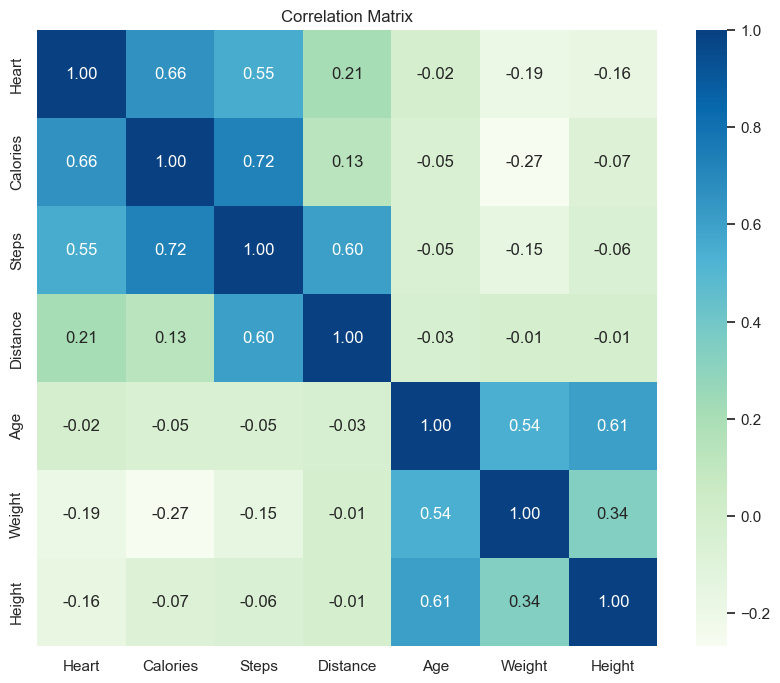 Correlation Matrix
Heart 1.00 0.66 0.55 0.21 -0.02 -0.19 -0.16
Calories 0.66 1.00 0.72 0.13 -0.05 -0.27 -0.07
Steps 0.55 0.72 1.00 0.60 -0.05 -0.15 -0.06
Distance 0.21 0.13 0.60 1.00 -0.03 -0.01 -0.01
Age -0.02 -0.05 -0.05 -0.03 1.00 0.54 0.61
Weight -0.19 -0.27 -0.15 -0.01 0.54 1.00 0.34
Height -0.16 -0.07 -0.06 -0.01 0.61 0.34 1.00
Heart Calories Steps Distance Age Weight Height
1.0
0.8
0.6
0.4
0.2
0.0
−0.2